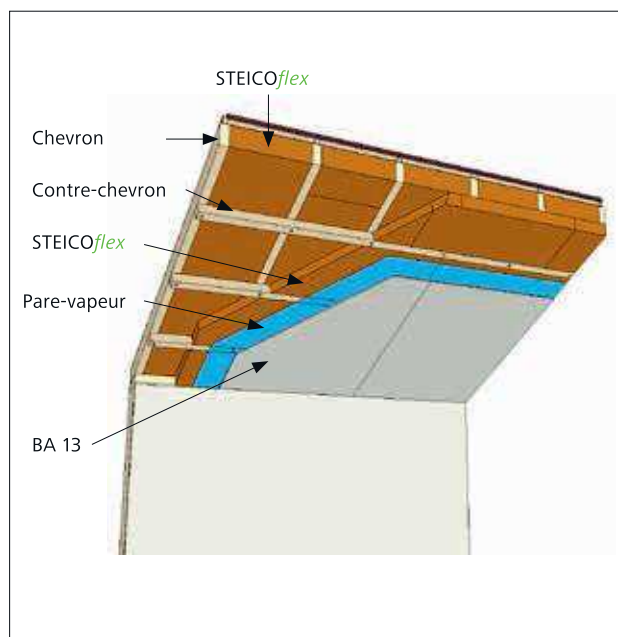 STEICOflex
Chevron
Contre-chevron
STEICOflex
Pare-vapeur
BA 13